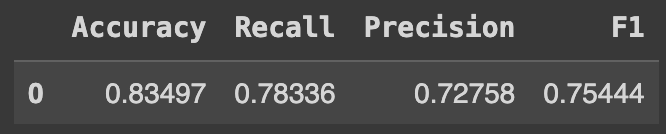 Accuracy Recall Precision F1
0 0.83497 0.78336 0.72758 0.75444